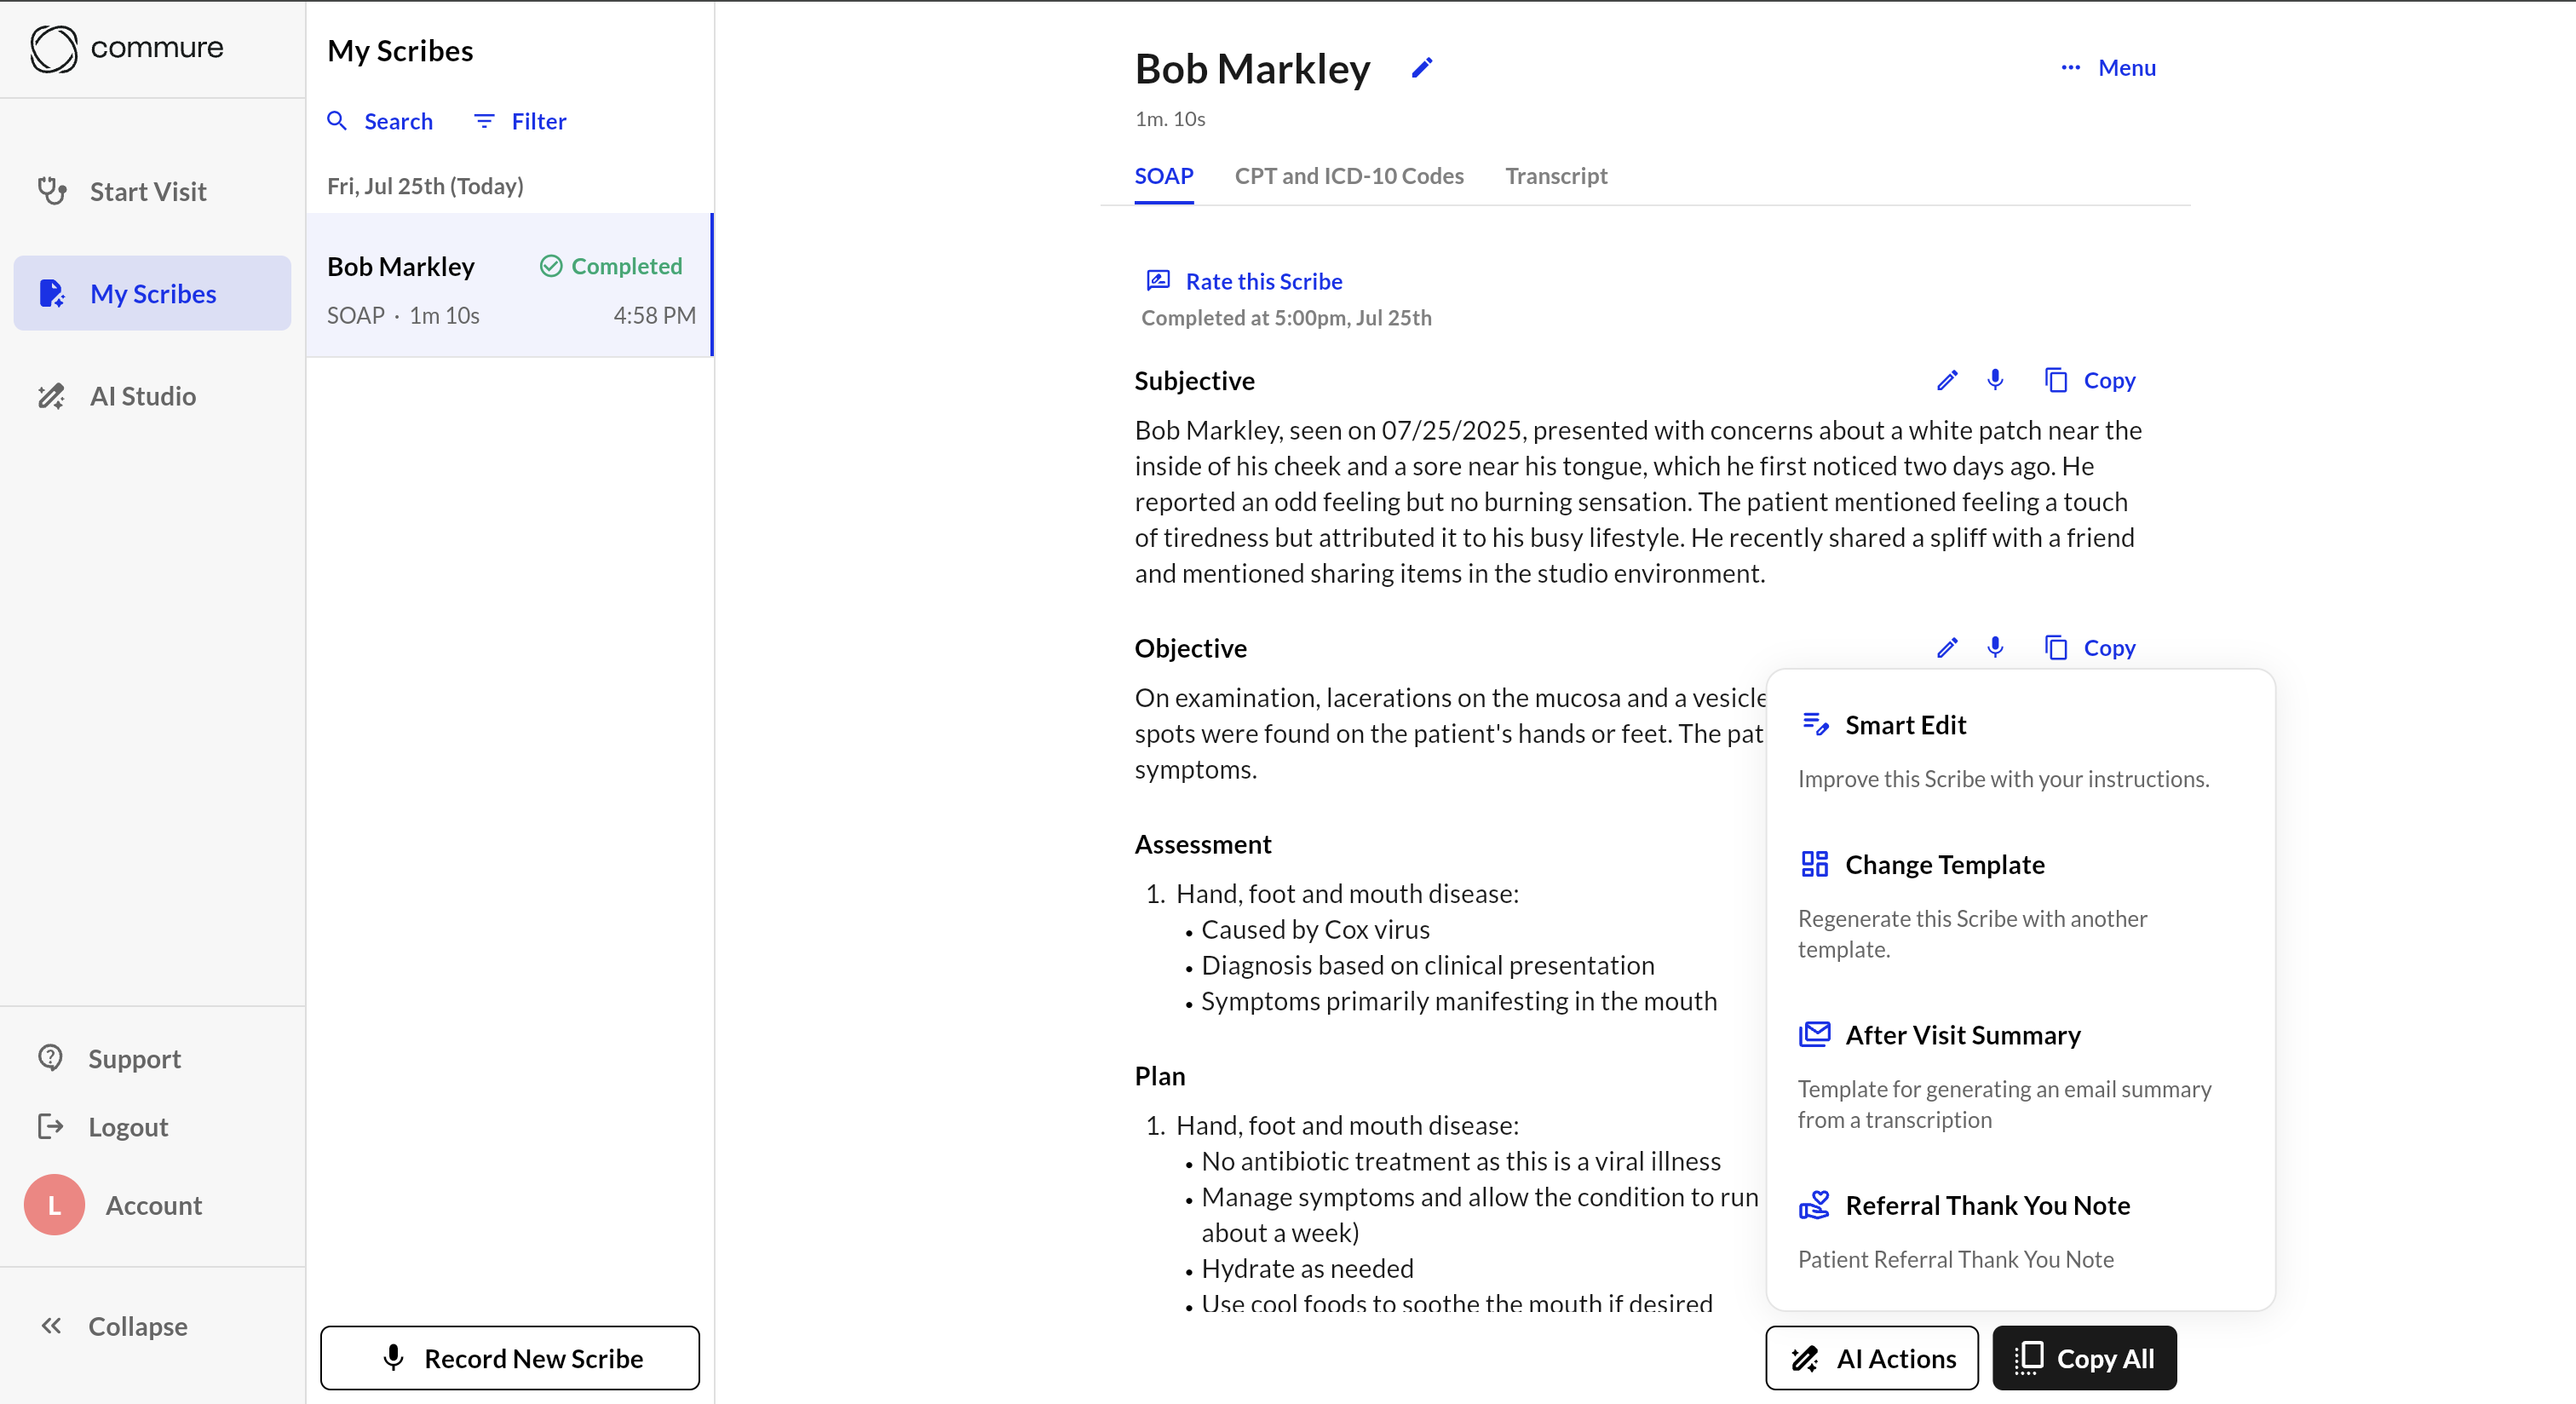 commure
Start Visit
My Scribes
AI Studio
Support
Logout
L
Account
Collapse
My Scribes
Search
Filter
Fri, Jul 25th (Today)
Bob Markley
Completed
SOAP · 1m 10s
4:58 PM
Record New Scribe
Bob Markley
Menu
1m. 10s
SOAP
CPT and ICD-10 Codes
Transcript
Rate this Scribe
Completed at 5:00pm, Jul 25th
Subjective
Copy
Bob Markley, seen on 07/25/2025, presented with concerns about a white patch near the
inside of his cheek and a sore near his tongue, which he first noticed two days ago. He
reported an odd feeling but no burning sensation. The patient mentioned feeling a touch
of tiredness but attributed it to his busy lifestyle. He recently shared a spliff with a friend
and mentioned sharing items in the studio environment.
Objective
Copy
On examination, lacerations on the mucosa and a vesicle
spots were found on the patient's hands or feet. The pat
symptoms.
Assessment
1. Hand, foot and mouth disease:
• Caused by Cox virus
• Diagnosis based on clinical presentation
• Symptoms primarily manifesting in the mouth
Plan
1. Hand, foot and mouth disease:
• No antibiotic treatment as this is a viral illness
• Manage symptoms and allow the condition to run
about a week)
• Hydrate as needed
• Use cool foods to soothe the mouth if desired
Smart Edit
Improve this Scribe with your instructions.
Change Template
Regenerate this Scribe with another
template.
After Visit Summary
Template for generating an email summary
from a transcription
Referral Thank You Note
Patient Referral Thank You Note
AI Actions
Copy All